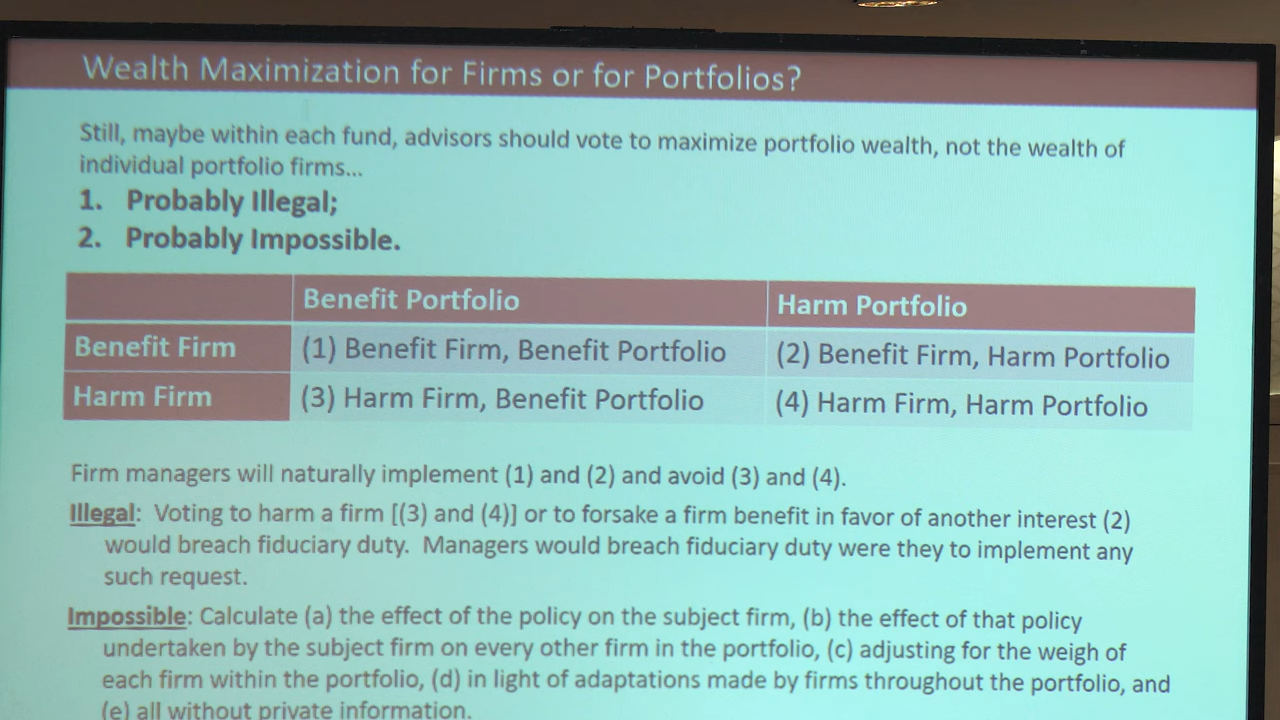 Wealth Maximization for Firms or for Portfolios?
Still, maybe within each fund, advisors should vote to maximize portfolio wealth, not the wealth of
individual portfolio firms...
1. Probably Illegal;
2. Probably Impossible.
Benefit Portfolio Harm Portfolio
Benefit Firm (1) Benefit Firm, Benefit Portfolio (2) Benefit Firm, Harm Portfolio
Harm Firm (3) Harm Firm, Benefit Portfolio (4) Harm Firm, Harm Portfolio
Firm managers will naturally implement (1) and (2) and avoid (3) and (4).
Illegal: Voting to harm a firm [(3) and (4)] or to forsake a firm benefit in favor of another interest (2)
would breach fiduciary duty. Managers would breach fiduciary duty were they to implement any
such request.
Impossible: Calculate (a) the effect of the policy on the subject firm, (b) the effect of that policy
undertaken by the subject firm on every other firm in the portfolio, (c) adjusting for the weigh of
each firm within the portfolio, (d) in light of adaptations made by firms throughout the portfolio, and
(e) all without private information.